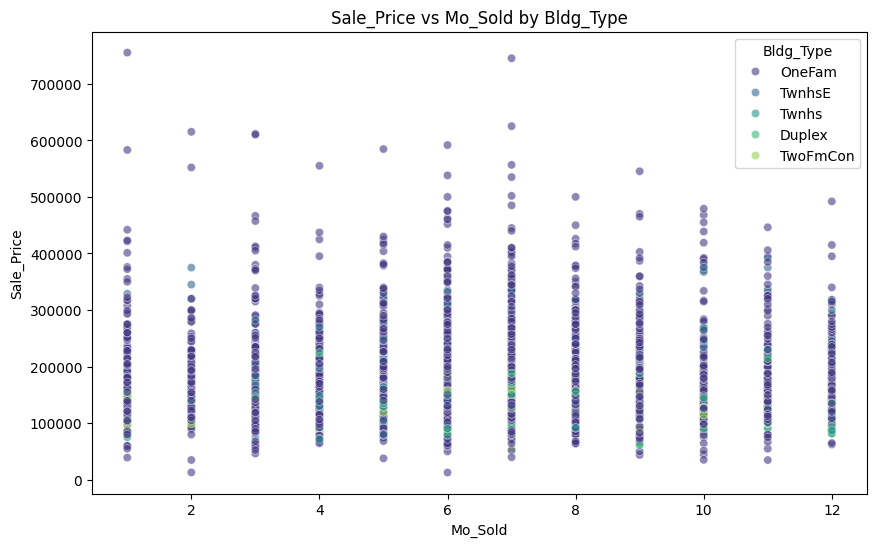 Sale_Price vs Mo_Sold by Bldg_Type
Bldg_Type
OneFam
TwnhsE
Twnhs
Duplex
TwoFmCon
700000
600000
500000
400000
300000
200000
100000
0
Sale_Price
2 4 6 8 10 12
Mo_Sold